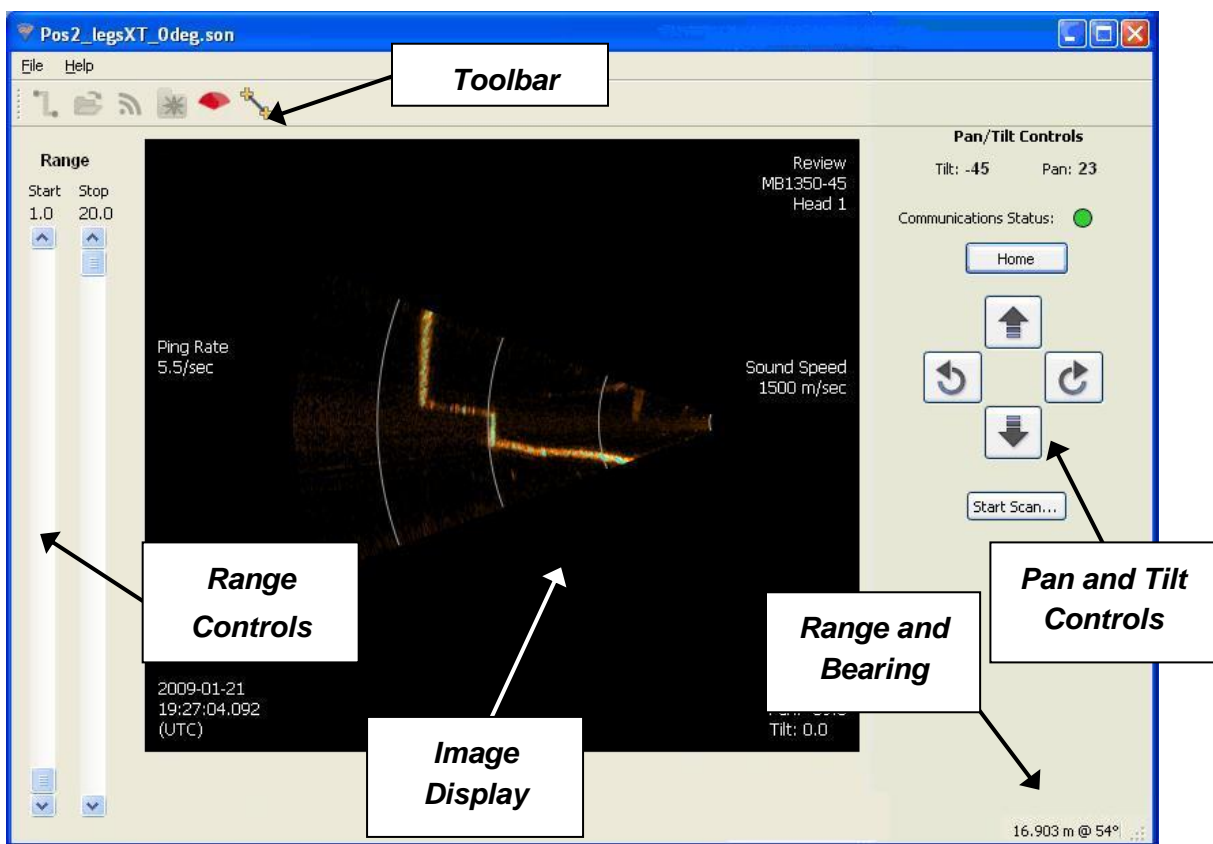 Pos2_legsXT_0deg.son
File Help
Toolbar
Range
Start Stop
1.0 20.0
Review
MB1350-45
Head 1
Ping Rate
5.5/sec
Sound Speed
1500 m/sec
2009-01-21
19:27:04.092
(UTC)
Tilt: 0.0
Pan/Tilt Controls
Tilt: -45 Pan: 23
Communications Status:
Home
Start Scan...
Range
Controls
Image
Display
Range and
Bearing
Pan and Tilt
Controls
16.903 m @ 54°